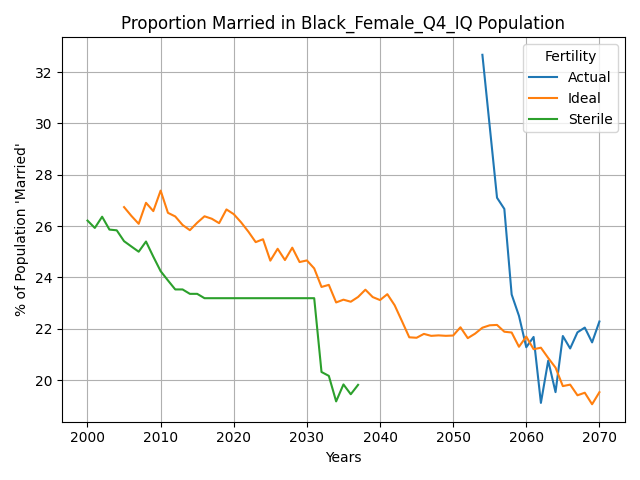 Proportion Married in Black_Female_Q4_IQ Population
% of Population 'Married'
32
30
28
26
24
22
20
Fertility
Actual
Ideal
Sterile
2000 2010 2020 2030 2040 2050 2060 2070
Years